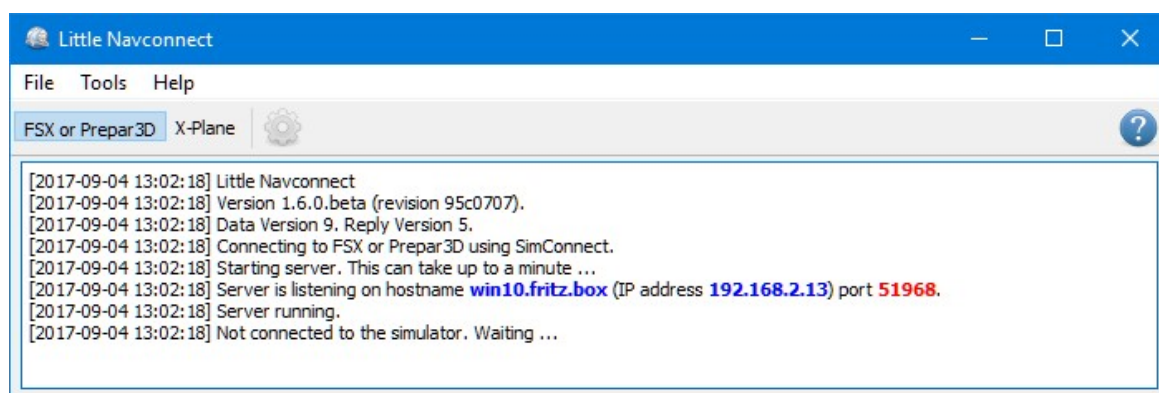 Little Navconnect
File Tools Help
FSX or Prepar3D X-Plane
?
[2017-09-04 13:02:18] Little Navconnect
[2017-09-04 13:02:18] Version 1.6.0.beta (revision 95c0707).
[2017-09-04 13:02:18] Data Version 9. Reply Version 5.
[2017-09-04 13:02:18] Connecting to FSX or Prepar3D using SimConnect.
[2017-09-04 13:02:18] Starting server. This can take up to a minute ...
[2017-09-04 13:02:18] Server is listening on hostname win10.fritz.box (IP address 192.168.2.13) port 51968.
[2017-09-04 13:02:18] Server running.
[2017-09-04 13:02:18] Not connected to the simulator. Waiting ...